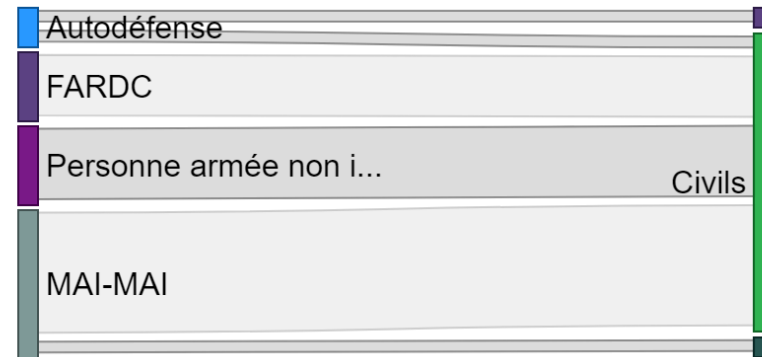 Autodéfense
FARDC
Personne armée non i...
Civils
MAI-MAI